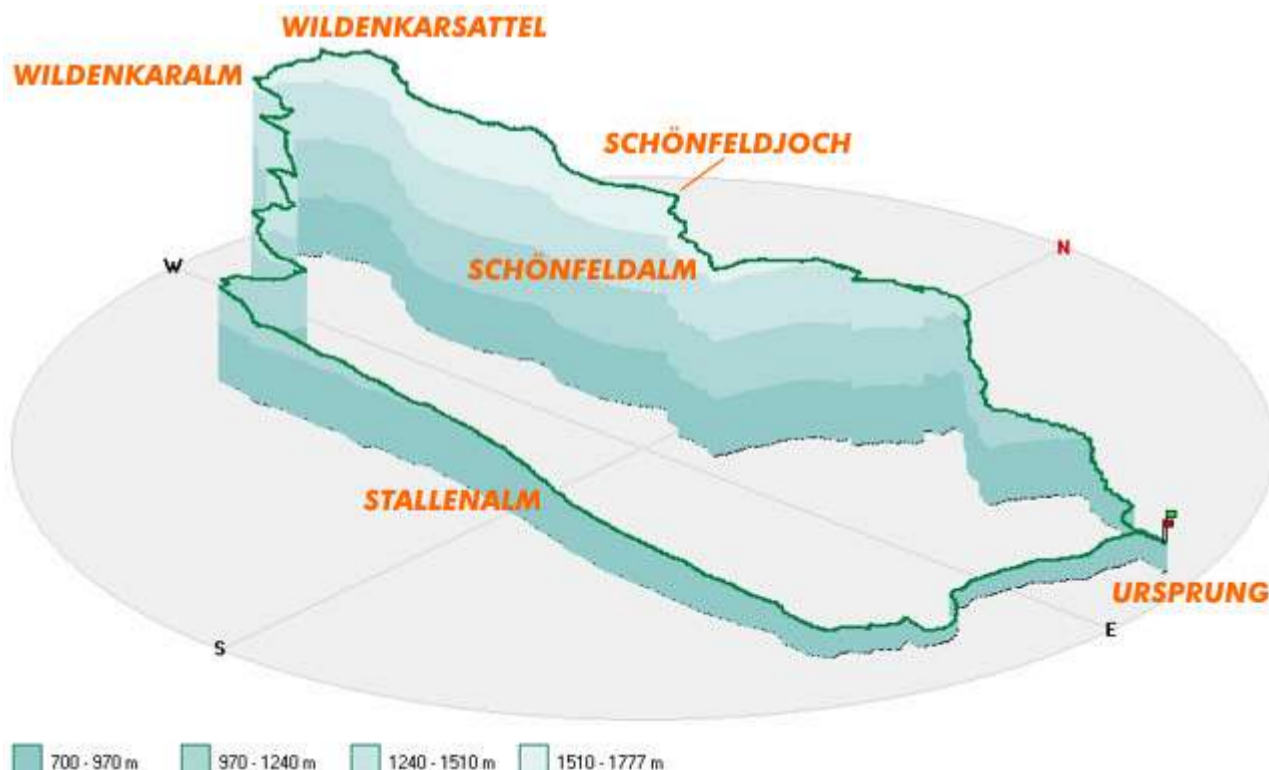 WILDENKARSATTEL
WILDENKARALM
SCHÖNFELDJOCH
N
W
SCHÖNFELDALM
STALLENALM
URSPRUNG
E
S
700 - 970 m 970 - 1240 m 1240 - 1510 m 1510 - 1777 m